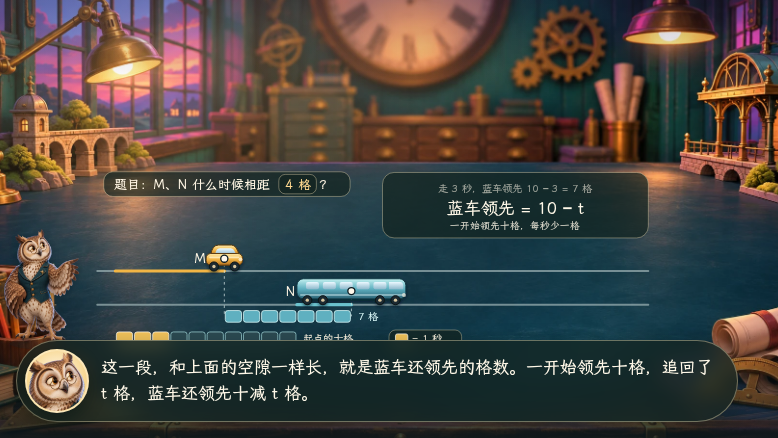 题目：M、N 什么时候相距 4 格 ？
走 3 秒，蓝车领先 10 − 3 = 7 格
蓝车领先 = 10 − t
一开始领先十格，每秒少一格
M
N
7 格
起点的十格
= 1 秒
这一段，和上面的空隙一样长，就是蓝车还领先的格数。一开始领先十格，追回了
t 格，蓝车还领先十减 t 格。